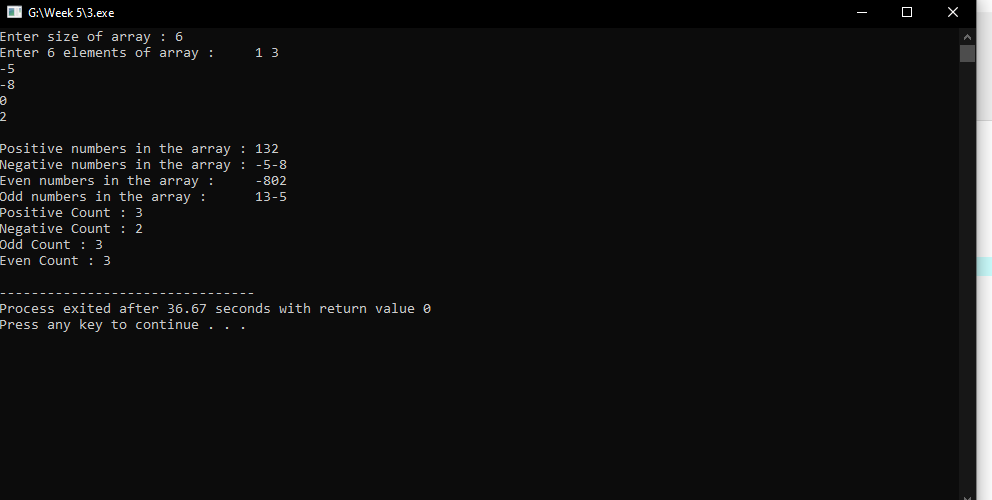 G:\Week 5\3.exe
Enter size of array : 6
Enter 6 elements of array :     1 3
-5
-8
0
2
Positive numbers in the array : 132
Negative numbers in the array : -5-8
Even numbers in the array :     -802
Odd numbers in the array :      13-5
Positive Count : 3
Negative Count : 2
Odd Count : 3
Even Count : 3
--------------------------------
Process exited after 36.67 seconds with return value 0
Press any key to continue . . .